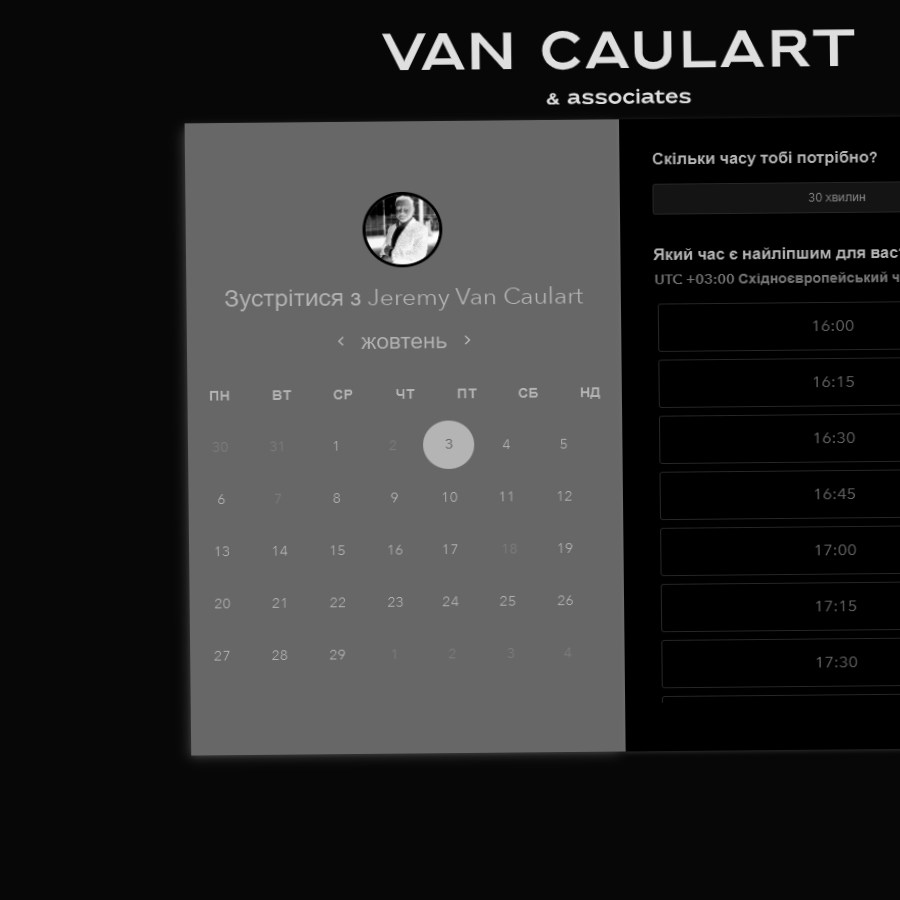 VAN CAULART
& associates
Зустрітися з Jeremy Van Caulart
жовтень
ПН ВТ СР ЧТ ПТ СБ НД
30 31 1 2 3 4 5
6 7 8 9 10 11 12
13 14 15 16 17 18 19
20 21 22 23 24 25 26
27 28 29 1 2 3 4
Скільки часу тобі потрібно?
30 хвилин
Який час є найліпшим для вас
UTC +03:00 Східноєвропейський ч
16:00
16:15
16:30
16:45
17:00
17:15
17:30